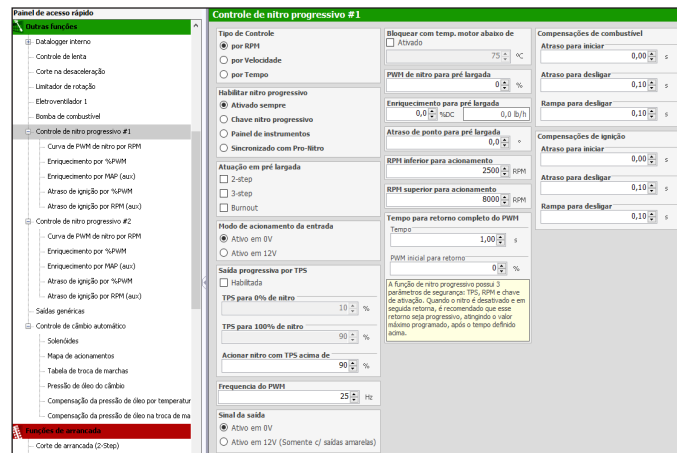 Painel de acesso rápido
Outras funções
Datalogger interno
Controle de lenta
Corte na desaceleração
Limitador de rotação
Eletroventilador 1
Bomba de combustível
Controle de nitro progressivo #1
Curva de PWM de nitro por RPM
Enriquecimento por %PWM
Enriquecimento por MAP (aux)
Atraso de ignição por %PWM
Atraso de ignição por RPM (aux)
Controle de nitro progressivo #2
Curva de PWM de nitro por RPM
Enriquecimento por %PWM
Enriquecimento por MAP (aux)
Atraso de ignição por %PWM
Atraso de ignição por RPM (aux)
Saídas genéricas
Controle de câmbio automático
Solenóides
Mapa de acionamentos
Tabela de troca de marchas
Pressão de óleo do câmbio
Compensação da pressão de óleo por temperatur
Compensação da pressão de óleo na troca de ma
Funções de arrancada
Corte de arrancada (2-Step)
Controle de nitro progressivo #1
Tipo de Controle
por RPM
por Velocidade
por Tempo
Habilitar nitro progressivo
Ativado sempre
Chave nitro progressivo
Painel de instrumentos
Sincronizado com Pro-Nitro
Atuação em pré largada
2-step
3-step
Burnout
Modo de acionamento da entrada
Ativo em 0V
Ativo em 12V
Saída progressiva por TPS
Habilitada
TPS para 0% de nitro
10 %
TPS para 100% de nitro
90 %
Acionar nitro com TPS acima de
90 %
Frequencia do PWM
25 Hz
Sinal da saída
Ativo em 0V
Ativo em 12V (Somente c/ saídas amarelas)
Bloquear com temp. motor abaixo de
Ativado
75 ºC
PWM de nitro para pré largada
0 %
Enriquecimento para pré largada
0,0 %DC 0,0 lb/h
Atraso de ponto para pré largada
0,0 °
RPM inferior para acionamento
2500 RPM
RPM superior para acionamento
8000 RPM
Tempo para retorno completo do PWM
Tempo
1,00 s
PWM inicial para retorno
0 %
A função de nitro progressivo possui 3
parâmetros de segurança: TPS, RPM e chave
de ativação. Quando o nitro é desativado e em
seguida retorna, é recomendado que esse
retorno seja progressivo, atingindo o valor
máximo programado, após o tempo definido
acima.
Compensações de combustível
Atraso para iniciar
0,00 s
Atraso para desligar
0,10 s
Rampa para desligar
0,10 s
Compensações de ignição
Atraso para iniciar
0,00 s
Atraso para desligar
0,10 s
Rampa para desligar
0,10 s